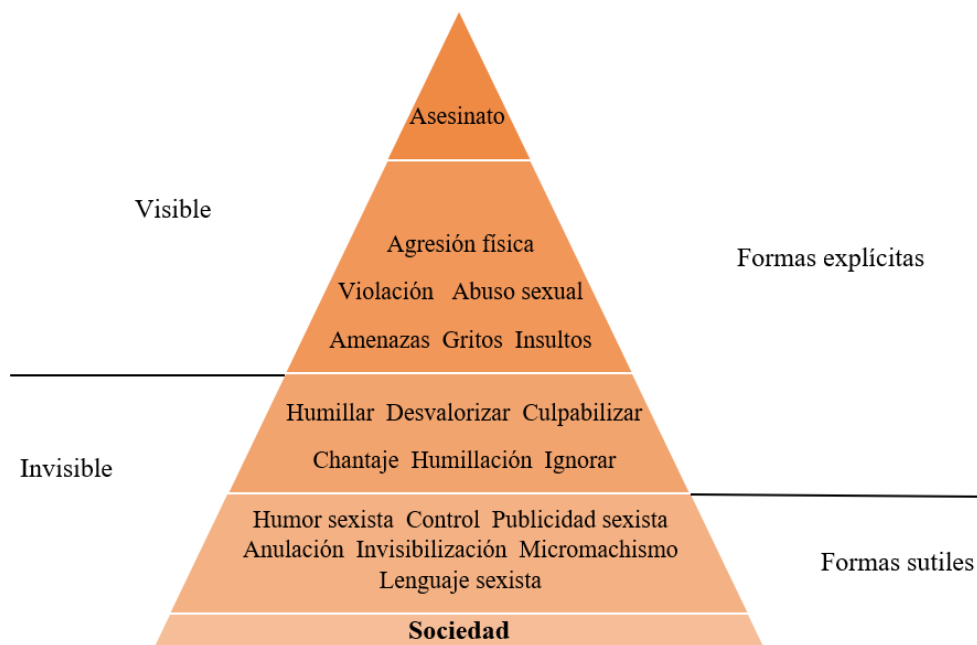 Asesinato
Visible
Agresión física
Formas explícitas
Violación Abuso sexual
Amenazas Gritos Insultos
Humillar Desvalorizar Culpabilizar
Invisible
Chantaje Humillación Ignorar
Humor sexista Control Publicidad sexista
Anulación Invisibilización Micromachismo
Formas sutiles
Lenguaje sexista
Sociedad